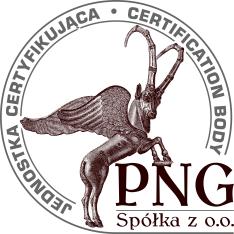 JEDNOSTKA CERTYFIKUJĄCA • CERTIFICATION BODY
PNG
Spółka z o.o.